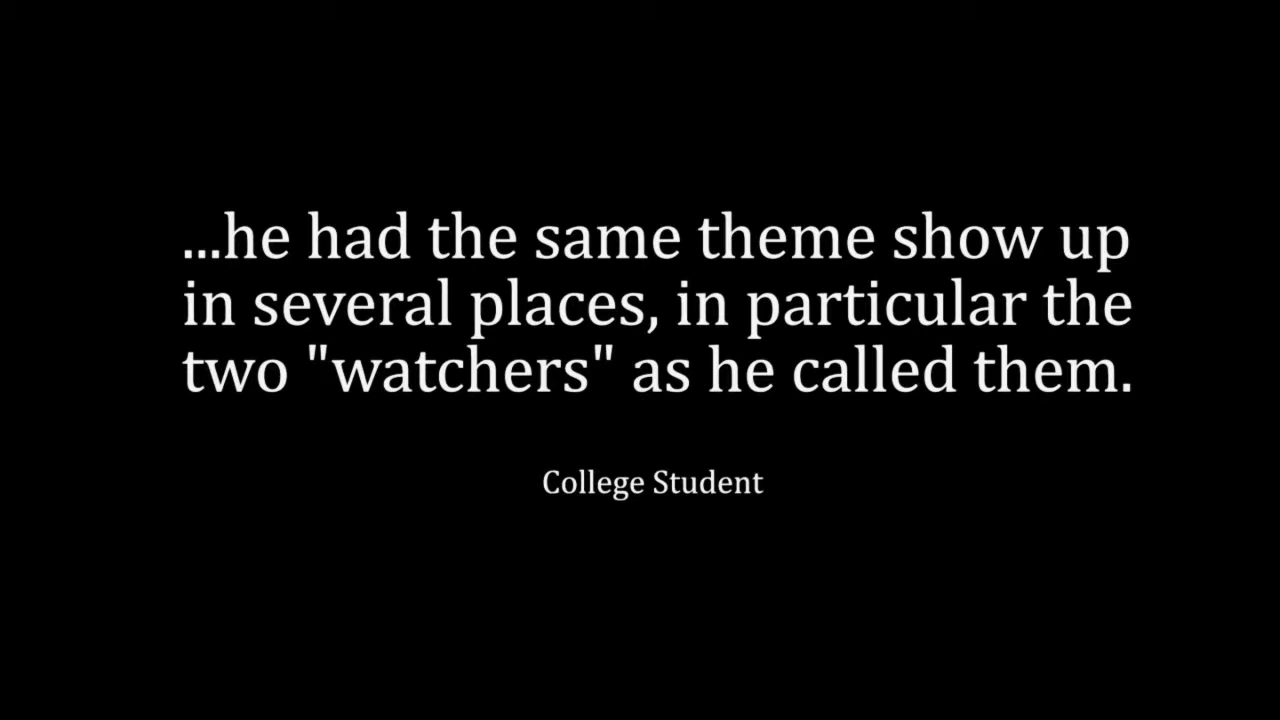 ...he had the same theme show up
in several places, in particular the
two "watchers" as he called them.
College Student